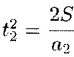 t_2^2 = \frac{2S}{a_2}